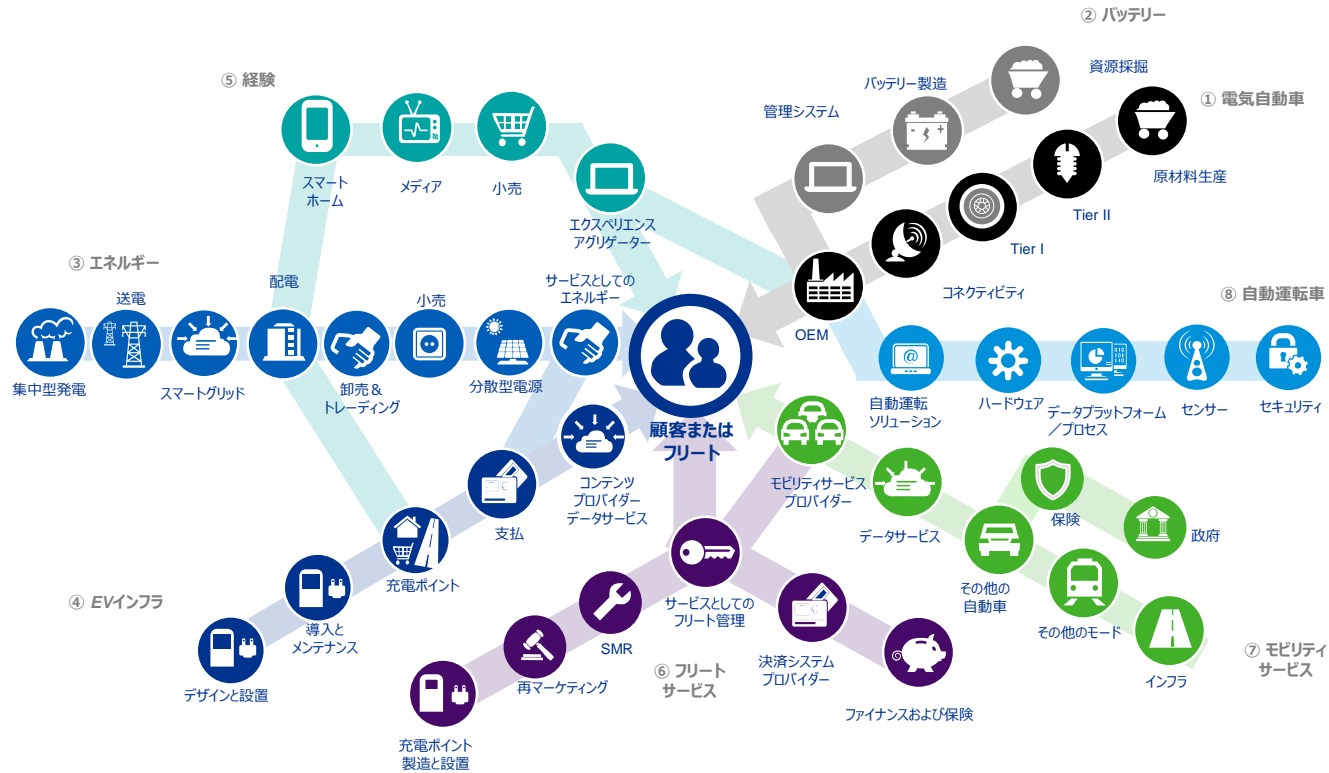 ② バッテリー
⑤ 経験
資源採掘
バッテリー製造
管理システム
① 電気自動車
スマート
ホーム
メディア
小売
原材料生産
Tier II
エクスペリエンス
アグリゲーター
Tier I
コネクティビティ
OEM
③ エネルギー
送電
配電
小売
サービスとしての
エネルギー
⑧ 自動運転車
集中型発電
スマートグリッド
卸売＆
トレーディング
分散型電源
顧客または
フリート
自動運転
ソリューション
@
ハードウェア
データプラットフォーム
／プロセス
センサー
セキュリティ
コンテンツ
プロバイダー
データサービス
モビリティサービス
プロバイダー
支払
データサービス
保険
政府
充電ポイント
その他の
自動車
その他のモード
④ EVインフラ
導入と
メンテナンス
サービスとしての
フリート管理
SMR
デザインと設置
再マーケティング
⑥ フリート
サービス
決済システム
プロバイダー
インフラ
⑦ モビリティ
サービス
ファイナンスおよび保険
充電ポイント
製造と設置